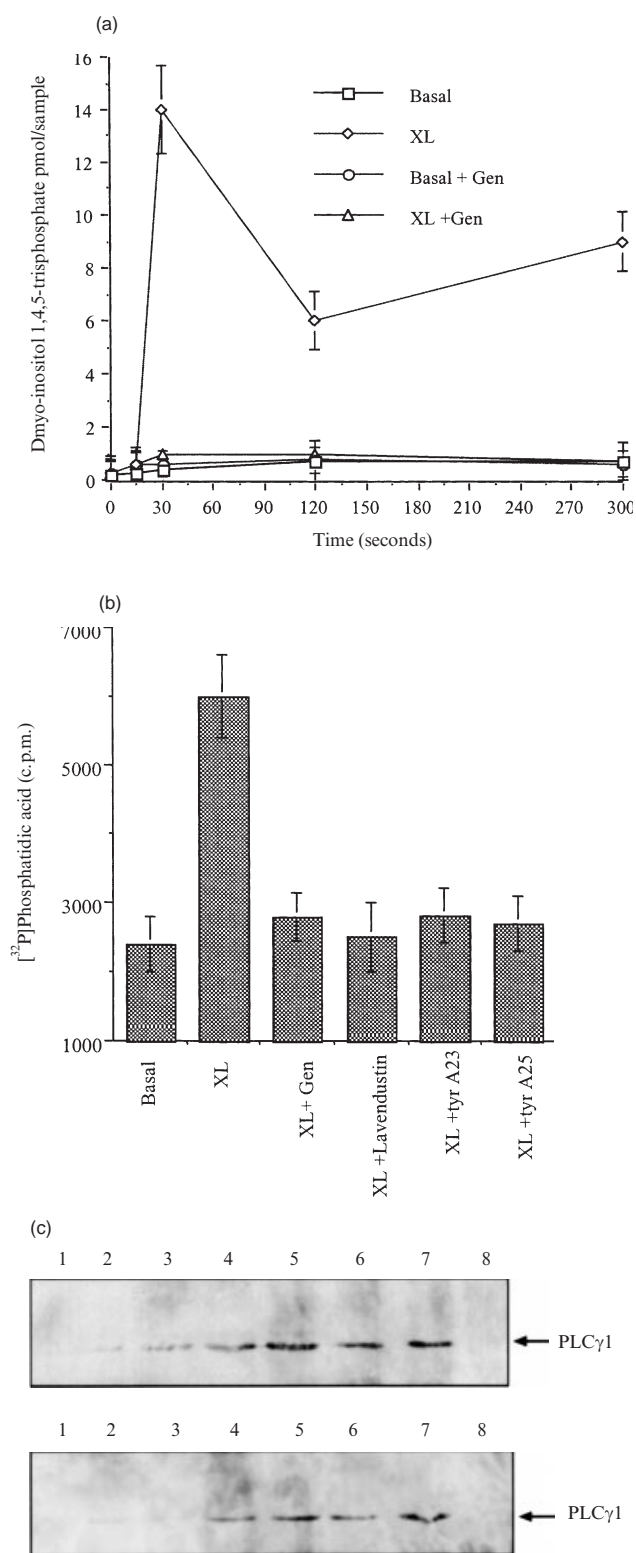 (a)
Dmyo-inositol 1,4,5-trisphosphate pmol/sample
16
14
12
10
8
6
4
2
0
Basal
XL
Basal + Gen
XL +Gen
0 30 60 90 120 150 180 210 240 270 300
Time (seconds)
(b)
[32P]Phosphatidic acid (c.p.m.)
7000
5000
3000
1000
Basal
XL
XL+ Gen
XL +Lavendustin
XL +tyr A23
XL +tyr A25
(c)
1 2 3 4 5 6 7 8
PLCγ1
1 2 3 4 5 6 7 8
PLCγ1